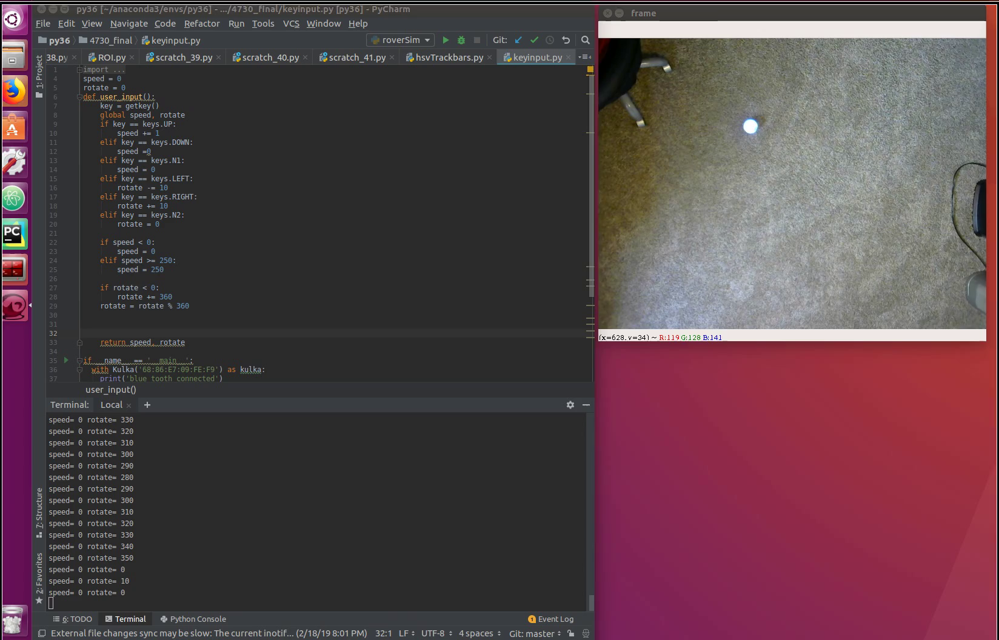 py36 [~/anaconda3/envs/py36] - .../4730_final/keyinput.py [py36] - PyCharm
File Edit View Navigate Code Refactor Run Tools VCS Window Help
py36 4730_final keyinput.py roverSim Git:
38.py ROI.py scratch_39.py scratch_40.py scratch_41.py hsvTrackbars.py keyinput.py 4
1: Project
1 import ...
4 speed = 0
5 rotate = 0
6 def user_input():
7 key = getkey()
8 global speed, rotate
9 if key == keys.UP:
10 speed += 1
11 elif key == keys.DOWN:
12 speed =0
13 elif key == keys.N1:
14 speed = 0
15 elif key == keys.LEFT:
16 rotate -= 10
17 elif key == keys.RIGHT:
18 rotate += 10
19 elif key == keys.N2:
20 rotate = 0
21
22 if speed < 0:
23 speed = 0
24 elif speed >= 250:
25 speed = 250
26
27 if rotate < 0:
28 rotate += 360
29 rotate = rotate % 360
30
31
32
33 return speed, rotate
34
35 if __name__ == '__main__':
36 with Kulka('68:86:E7:09:FE:F9') as kulka:
37 print('blue tooth connected')
user_input()
Terminal: Local +
speed= 0 rotate= 330
speed= 0 rotate= 320
speed= 0 rotate= 310
speed= 0 rotate= 300
speed= 0 rotate= 290
speed= 0 rotate= 280
speed= 0 rotate= 290
speed= 0 rotate= 300
speed= 0 rotate= 310
speed= 0 rotate= 320
speed= 0 rotate= 330
speed= 0 rotate= 340
speed= 0 rotate= 350
speed= 0 rotate= 0
speed= 0 rotate= 10
speed= 0 rotate= 0
7: Structure
2: Favorites
6: TODO Terminal Python Console 1 Event Log
External file changes sync may be slow: The current inotif... (2/18/19 8:01 PM) 32:1 LF UTF-8 4 spaces Git: master
PC
frame
(x=628, y=34) ~ R:119 G:128 B:141